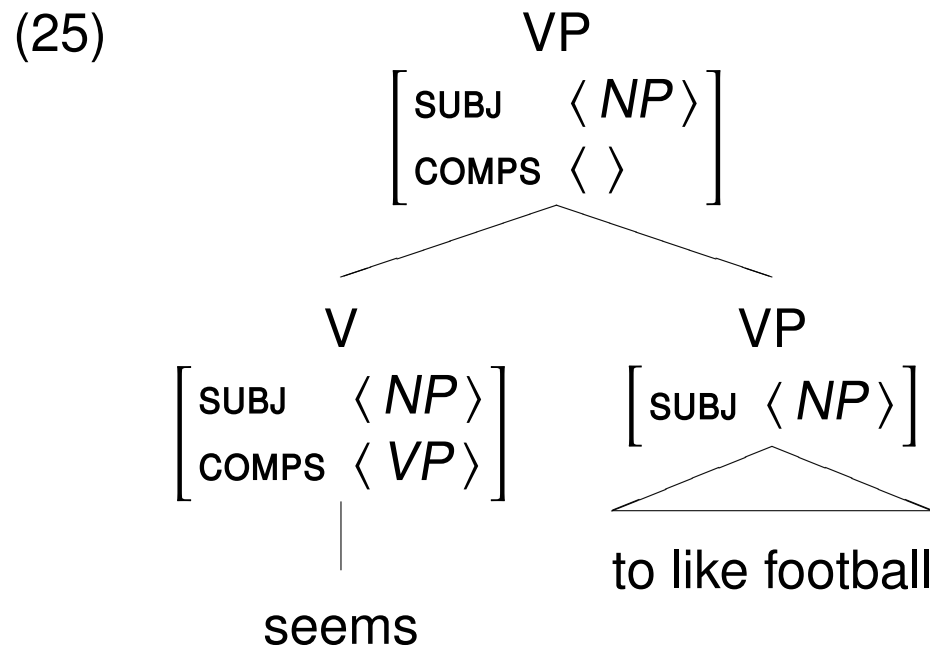 (25) VP
SUBJ ⟨ NP ⟩
COMPS ⟨ ⟩
V VP
SUBJ ⟨ NP ⟩ SUBJ ⟨ NP ⟩
COMPS ⟨ VP ⟩
to like football
seems